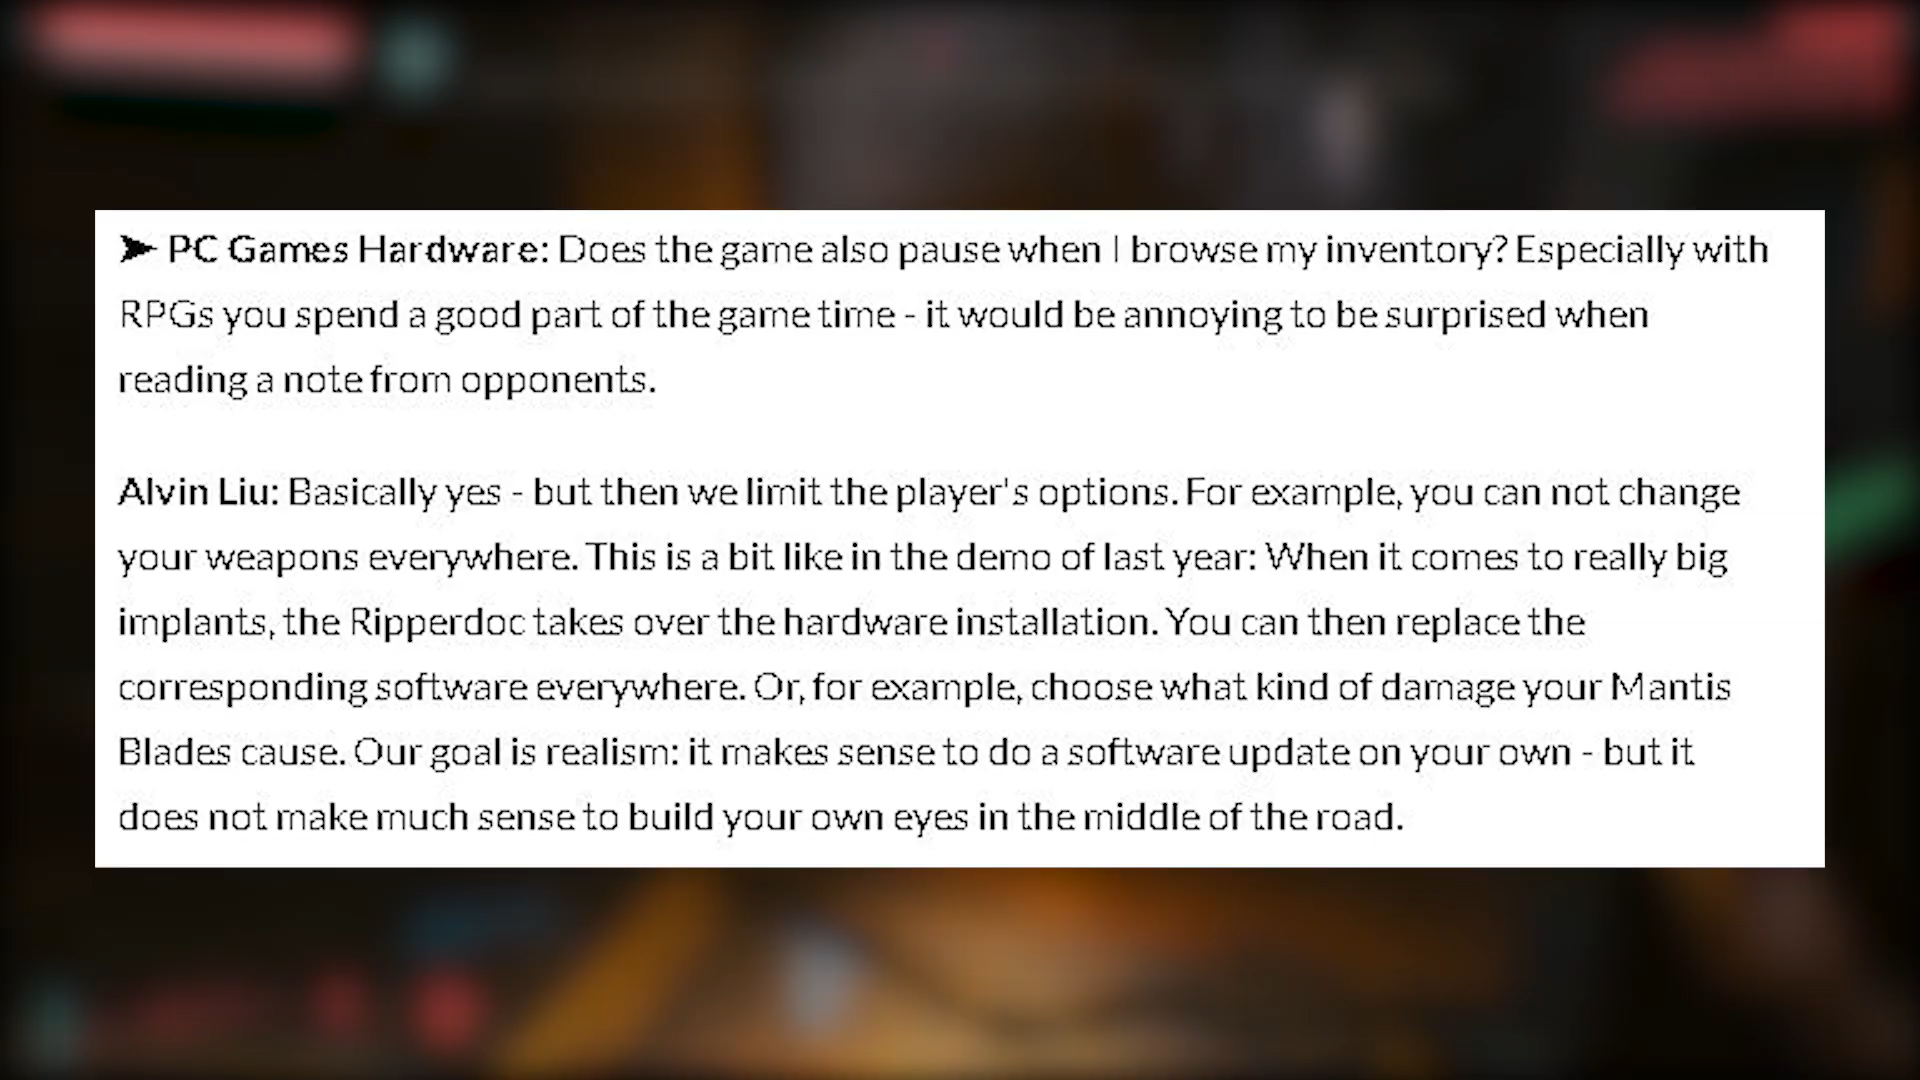 ➤ PC Games Hardware: Does the game also pause when I browse my inventory? Especially with
RPGs you spend a good part of the game time - it would be annoying to be surprised when
reading a note from opponents.
Alvin Liu: Basically yes - but then we limit the player's options. For example, you can not change
your weapons everywhere. This is a bit like in the demo of last year: When it comes to really big
implants, the Ripperdoc takes over the hardware installation. You can then replace the
corresponding software everywhere. Or, for example, choose what kind of damage your Mantis
Blades cause. Our goal is realism: it makes sense to do a software update on your own - but it
does not make much sense to build your own eyes in the middle of the road.